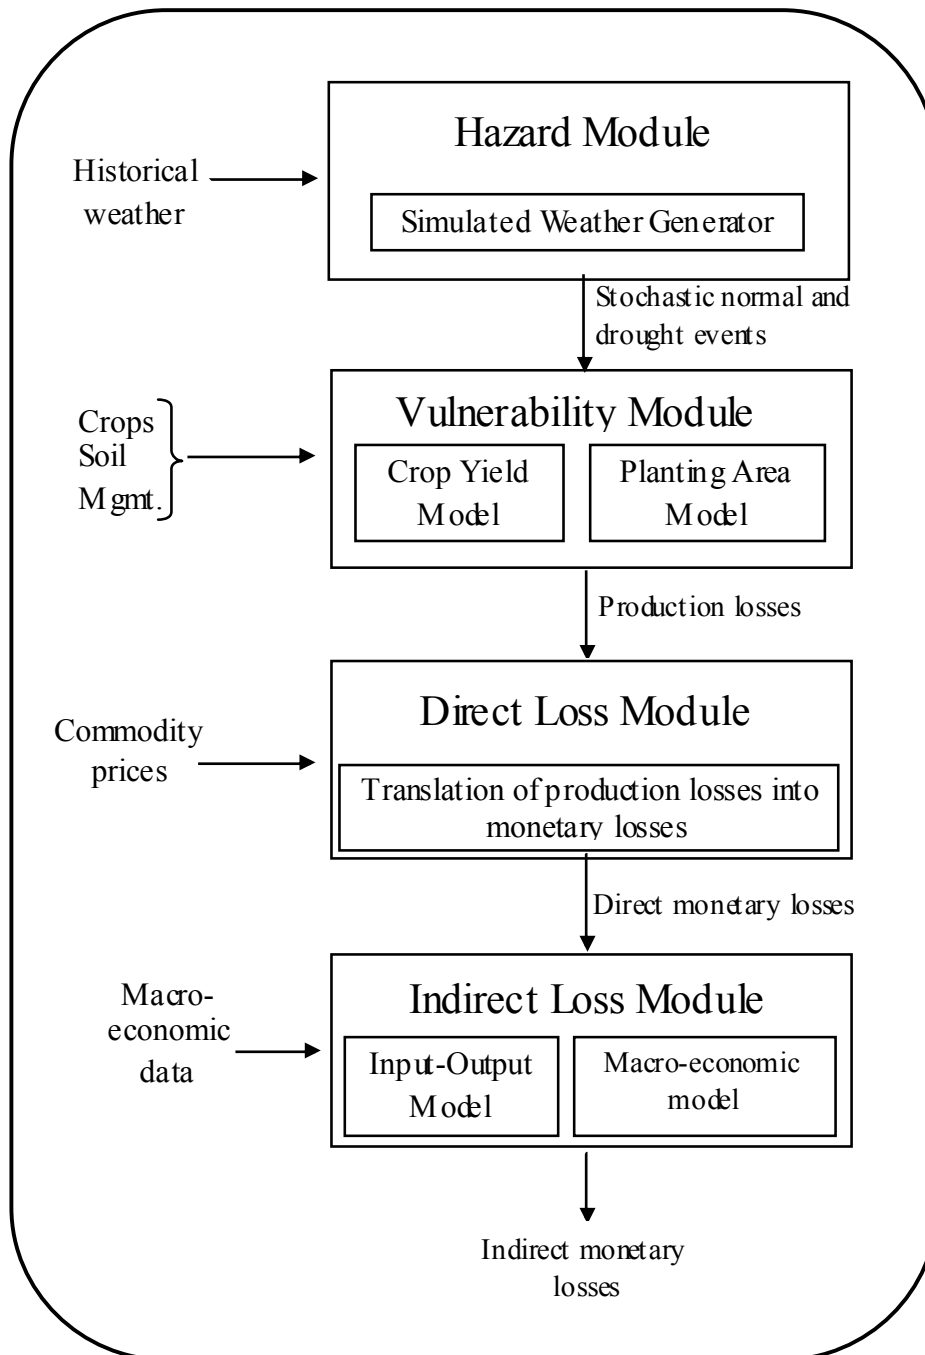 Hazard Module
Historical
weather
Simulated Weather Generator
Stochastic normal and
drought events
Vulnerability Module
Crops
Soil
Mgmt.
Crop Yield
Model
Planting Area
Model
Production losses
Direct Loss Module
Commodity
prices
Translation of production losses into
monetary losses
Direct monetary losses
Indirect Loss Module
Macro-
economic
data
Input-Output
Model
Macro-economic
model
Indirect monetary
losses